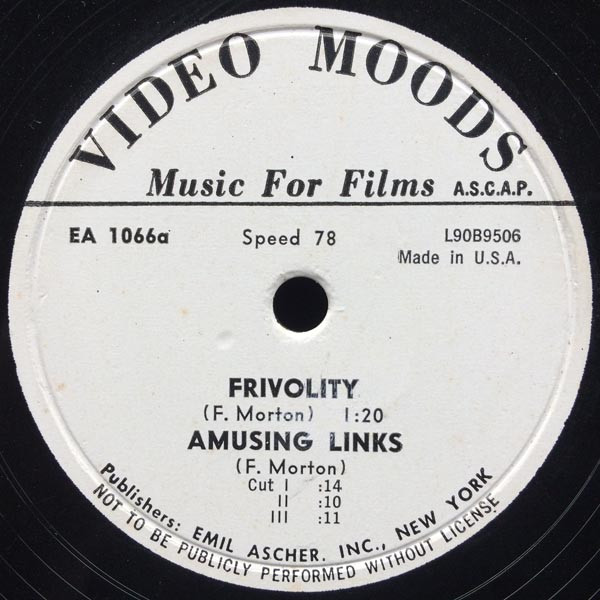 VIDEO MOODS
Music For Films A.S.C.A.P.
EA 1066a Speed 78 L90B9506
Made in U.S.A.
FRIVOLITY
(F. Morton) 1:20
AMUSING LINKS
(F. Morton)
Cut I :14
II :10
III :11
Publishers: EMIL ASCHER, INC., NEW YORK
NOT TO BE PUBLICLY PERFORMED WITHOUT LICENSE